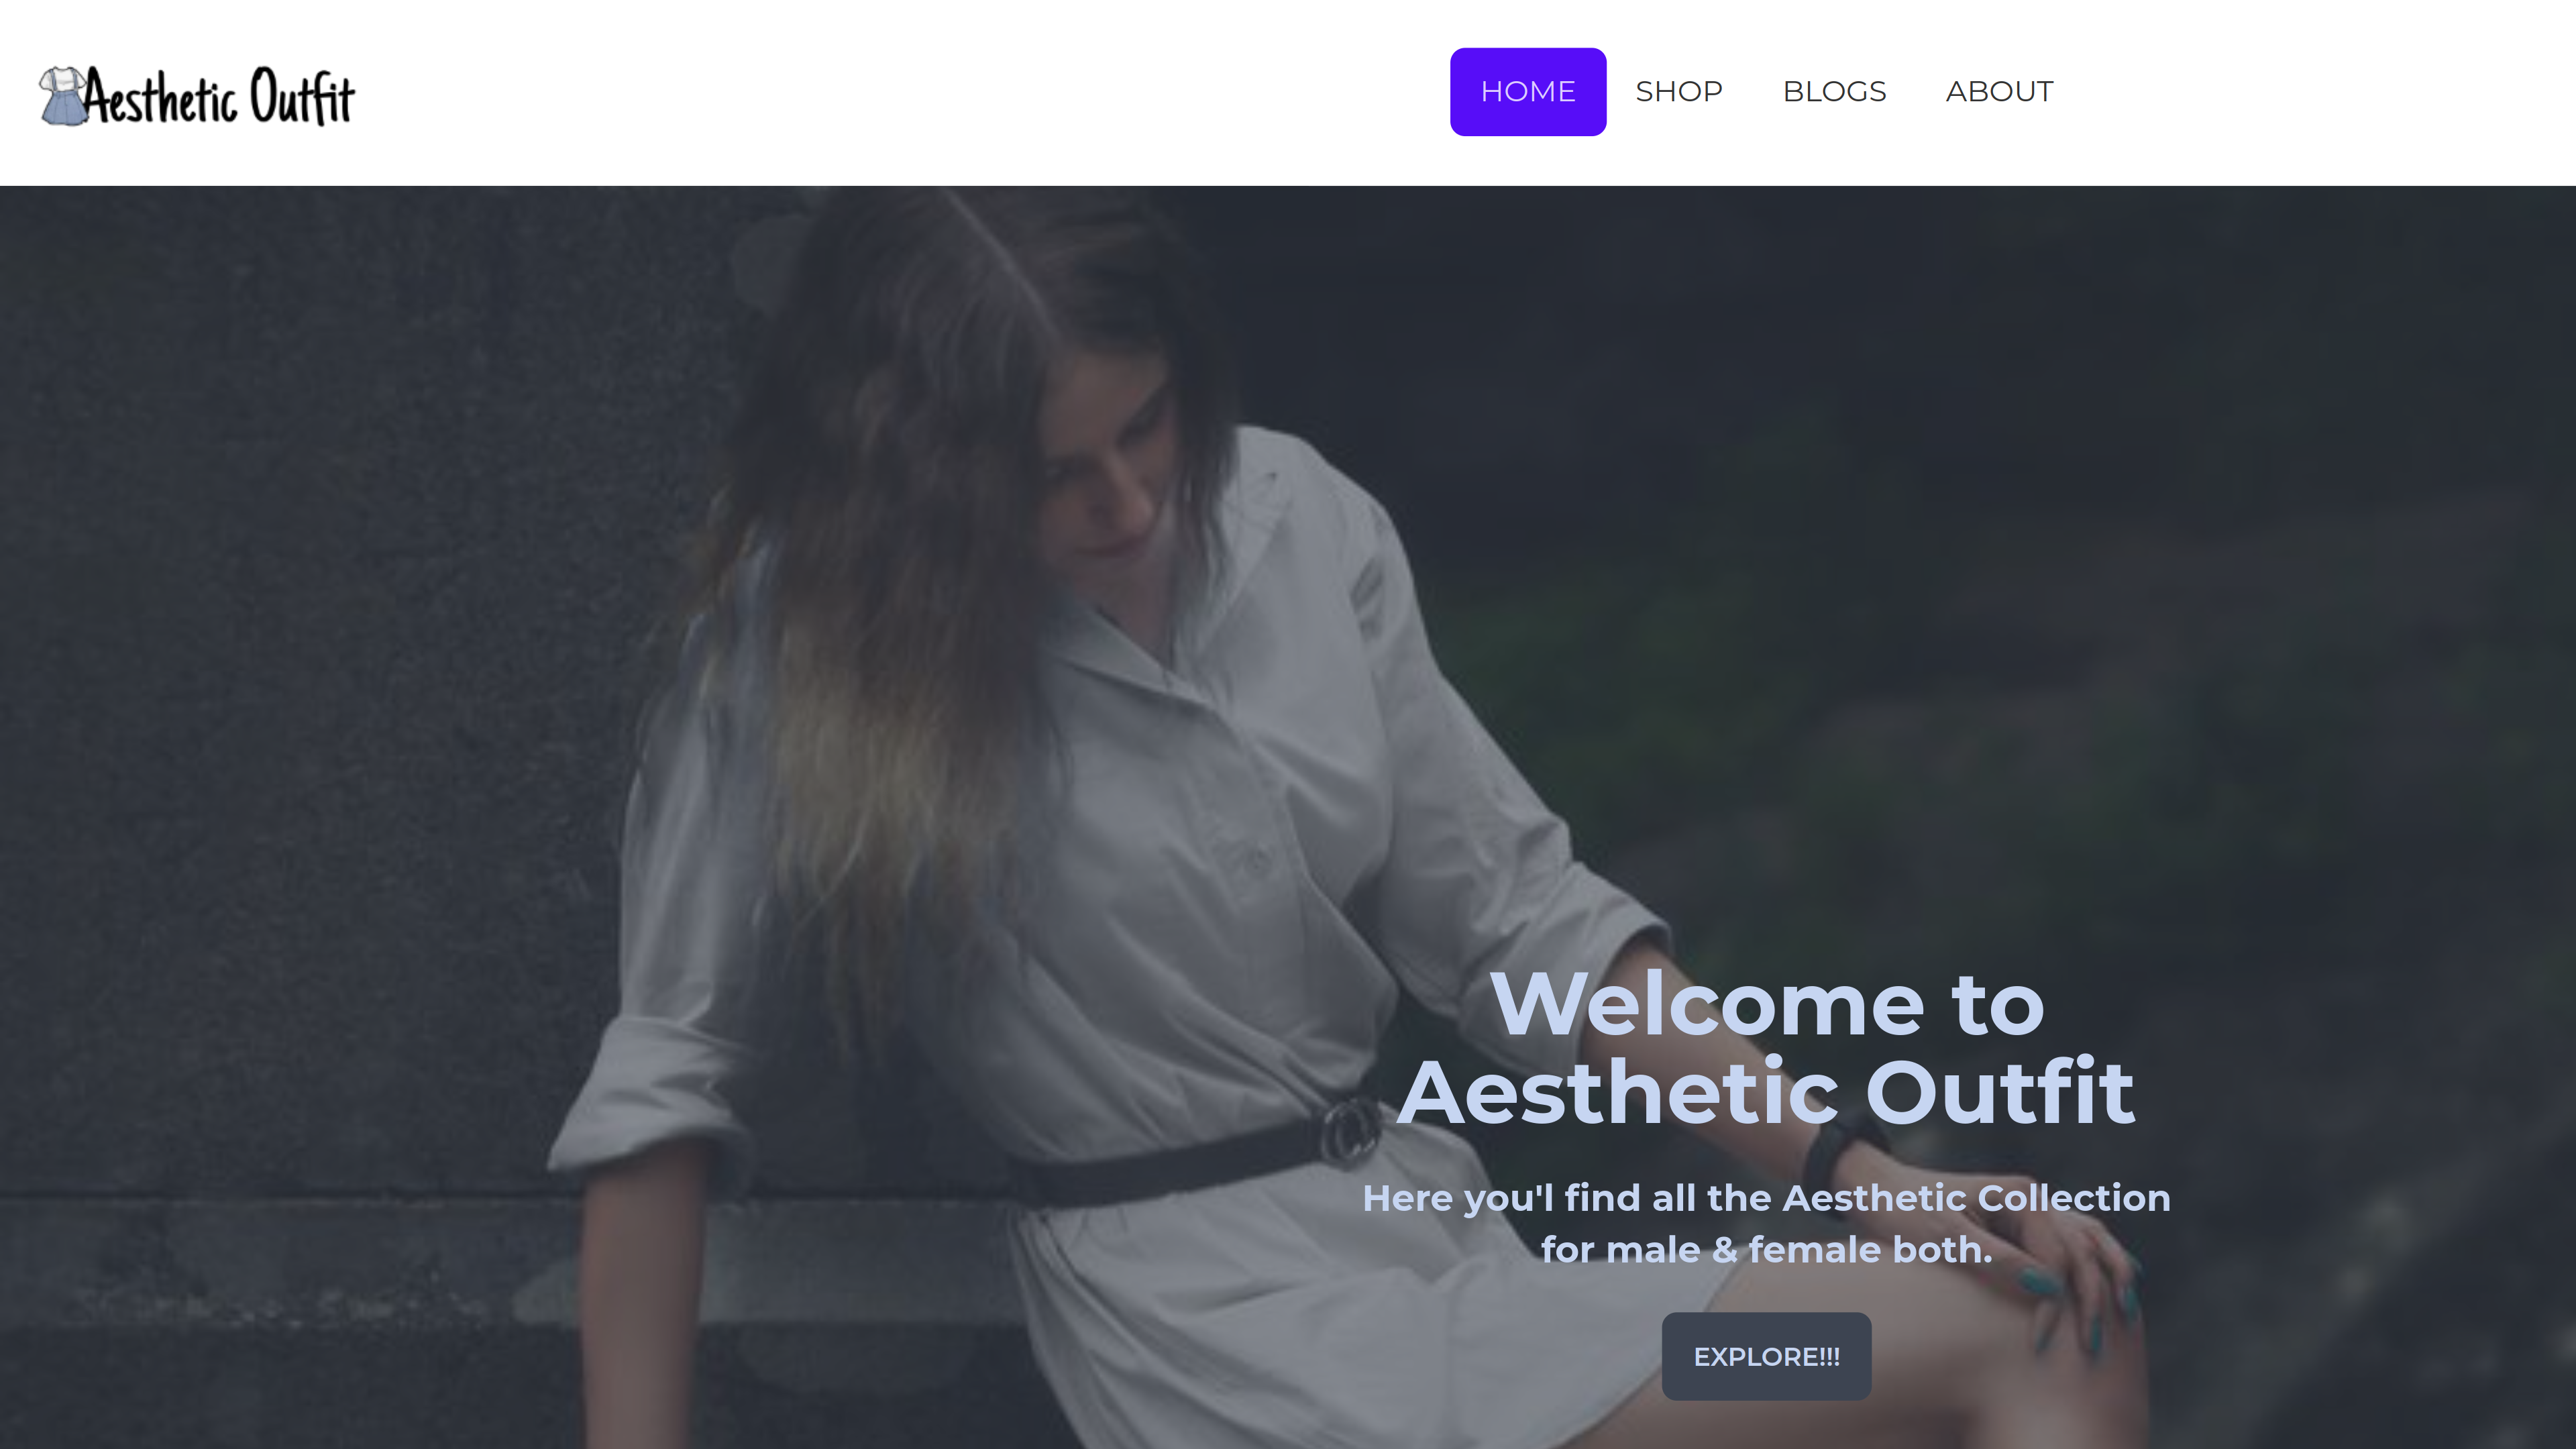 Aesthetic Outfit
HOME SHOP BLOGS ABOUT
Welcome to
Aesthetic Outfit
Here you'l find all the Aesthetic Collection
for male & female both.
EXPLORE!!!